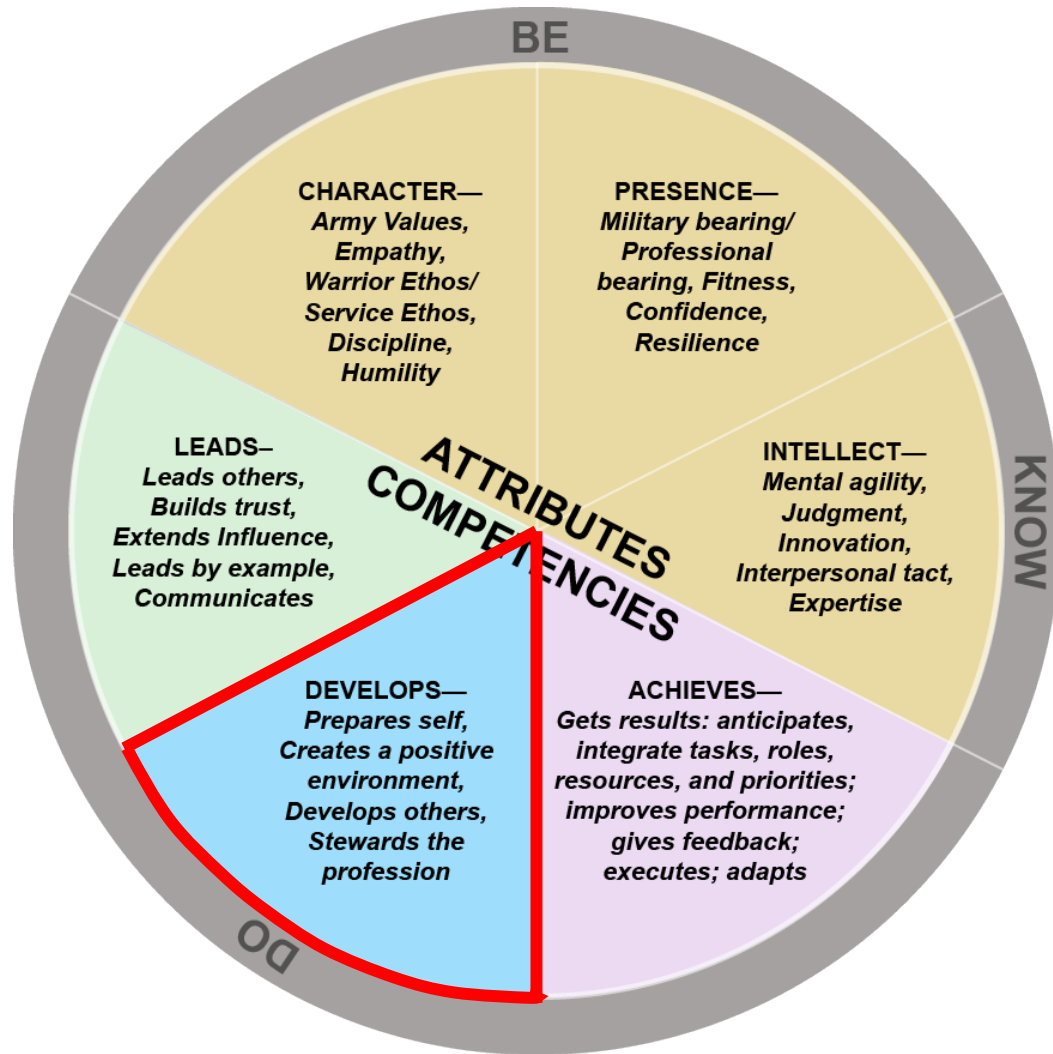 BE
CHARACTER—
Army Values,
Empathy,
Warrior Ethos/
Service Ethos,
Discipline,
Humility
PRESENCE—
Military bearing/
Professional
bearing, Fitness,
Confidence,
Resilience
KNOW
INTELLECT—
Mental agility,
Judgment,
Innovation,
Interpersonal tact,
Expertise
ATTRIBUTES
COMPETENCIES
LEADS–
Leads others,
Builds trust,
Extends Influence,
Leads by example,
Communicates
DEVELOPS—
Prepares self,
Creates a positive
environment,
Develops others,
Stewards the
profession
ACHIEVES—
Gets results: anticipates,
integrate tasks, roles,
resources, and priorities;
improves performance;
gives feedback;
executes; adapts
DO